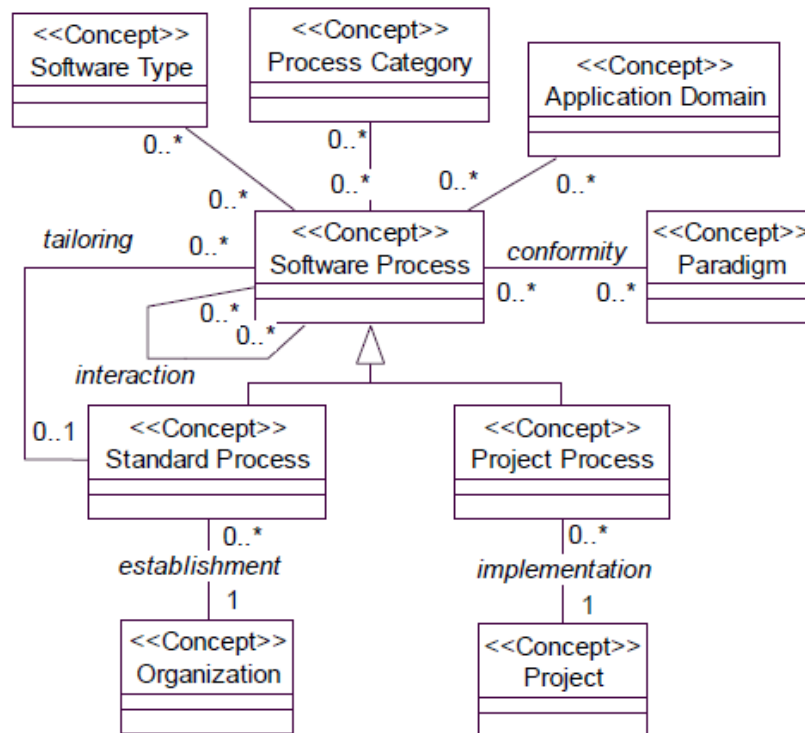 <<Concept>>
Software Type
<<Concept>>
Process Category
<<Concept>>
Application Domain
0..*
0..*
0..*
0..*
0..*
0..*
tailoring
0..*
<<Concept>>
Software Process
conformity
0..*
0..*
<<Concept>>
Paradigm
0..*
0..*
interaction
0..1
<<Concept>>
Standard Process
<<Concept>>
Project Process
0..*
establishment
1
0..*
implementation
1
<<Concept>>
Organization
<<Concept>>
Project